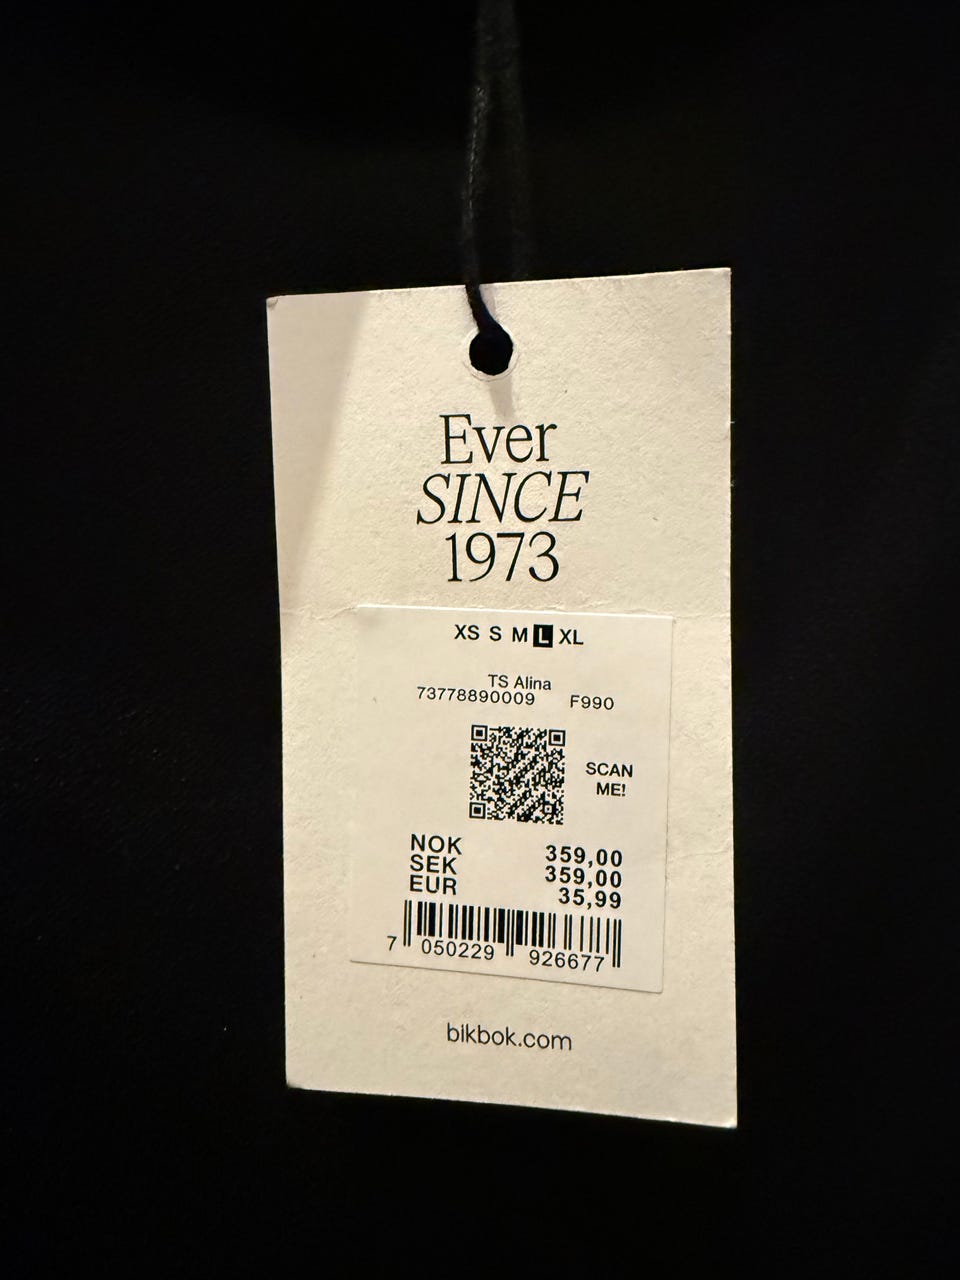 Ever
SINCE
1973
XS S M L XL
TS Alina
73778890009 F990
SCAN
ME!
NOK 359,00
SEK 359,00
EUR 35,99
7 050229 926677
bikbok.com